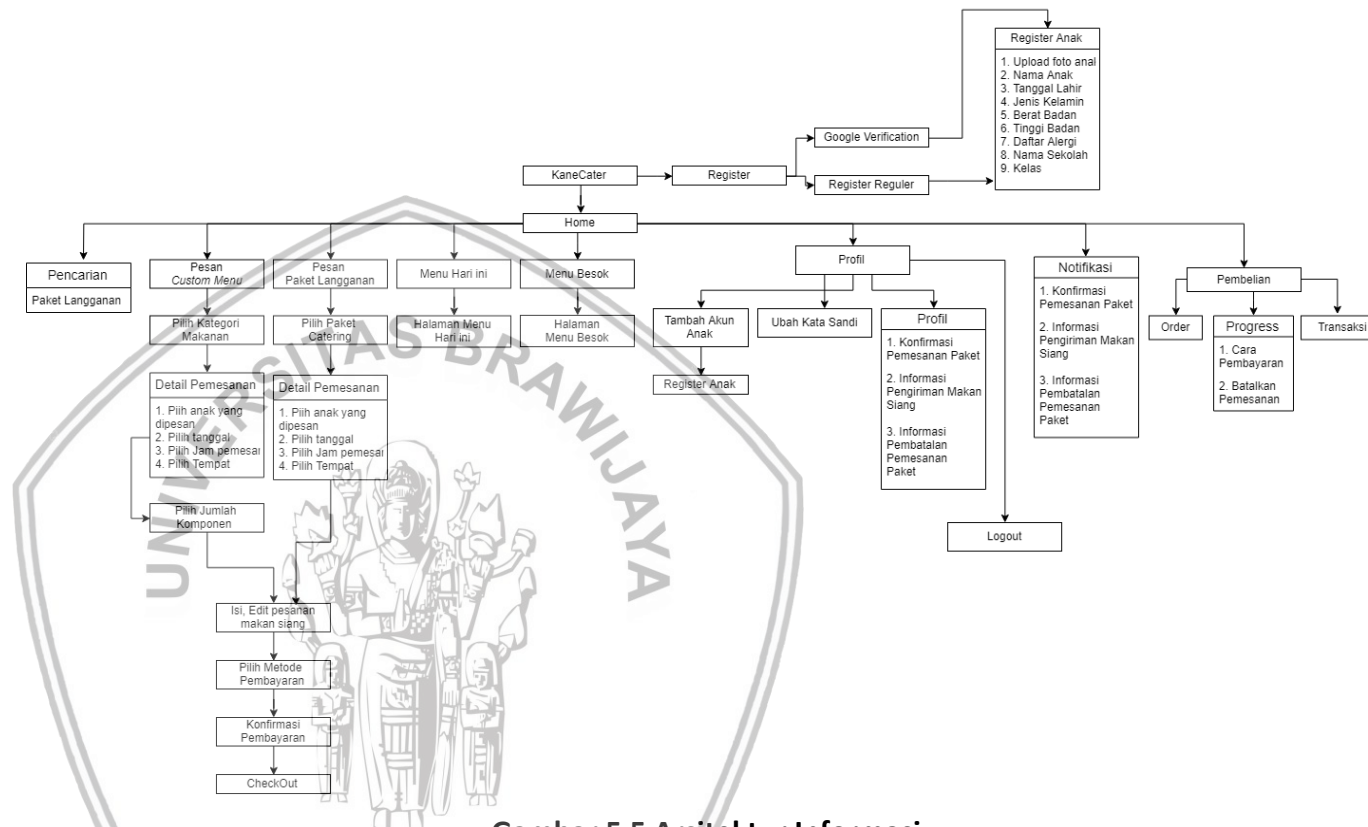 Register Anak
1. Upload foto anal
2. Nama Anak
3. Tanggal Lahir
4. Jenis Kelamin
5. Berat Badan
6. Tinggi Badan
7. Daftar Alergi
8. Nama Sekolah
9. Kelas
Google Verification
KaneCater
Register
Register Reguler
Home
Pencarian
Paket Langganan
Pesan
Custom Menu
Pesan
Paket Langganan
Menu Hari ini
Menu Besok
Profil
Notifikasi
1. Konfirmasi
Pemesanan Paket
2. Informasi
Pengiriman Makan
Siang
3. Informasi
Pembatalan
Pemesanan
Paket
Pembelian
Pilih Kategori
Makanan
Pilih Paket
Catering
Halaman Menu
Hari ini
Halaman
Menu Besok
Tambah Akun
Anak
Ubah Kata Sandi
Profil
1. Konfirmasi
Pemesanan Paket
2. Informasi
Pengiriman Makan
Siang
3. Informasi
Pembatalan
Pemesanan
Paket
Order
Progress
1. Cara
Pembayaran
2. Batalkan
Pemesanan
Transaksi
Register Anak
Detail Pemesanan
1. Piih anak yang
dipesan
2. Pilih tanggal
3. Pilih Jam pemesar
4. Pilih Tempat
Detail Pemesanan
1. Piih anak yang
dipesan
2. Pilih tanggal
3. Pilih Jam pemesar
4. Pilih Tempat
Pilih Jumlah
Komponen
Logout
Isi, Edit pesanan
makan siang
Pilih Metode
Pembayaran
Konfirmasi
Pembayaran
CheckOut
UNIVERSITAS BRAWIJAYA
Gambar 5.5 Arsitektur Informasi